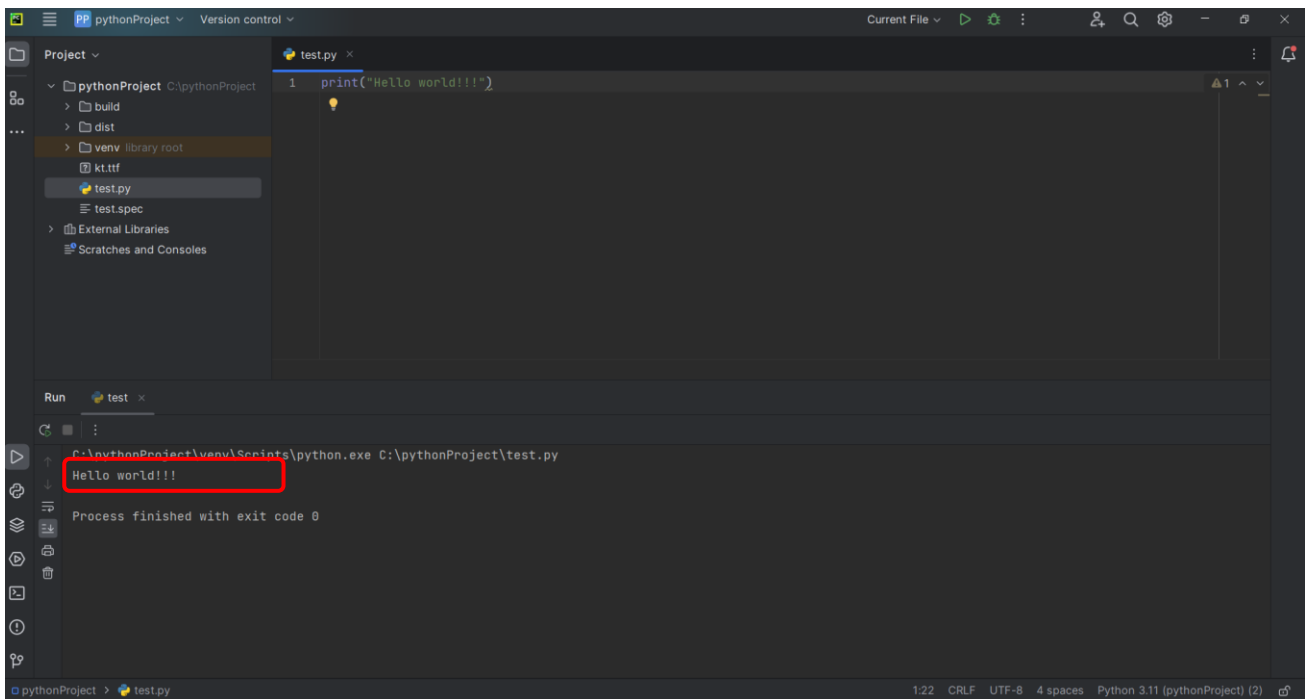 PP pythonProject Version control Current File
Project
test.py
pythonProject C:\pythonProject
build
dist
venv library root
kt.ttf
test.py
test.spec
External Libraries
Scratches and Consoles
1 print("Hello world!!!")
1
Run test
C:\pythonProject\venv\Scripts\python.exe C:\pythonProject\test.py
Hello world!!!
Process finished with exit code 0
pythonProject > test.py 1:22 CRLF UTF-8 4 spaces Python 3.11 (pythonProject) (2)